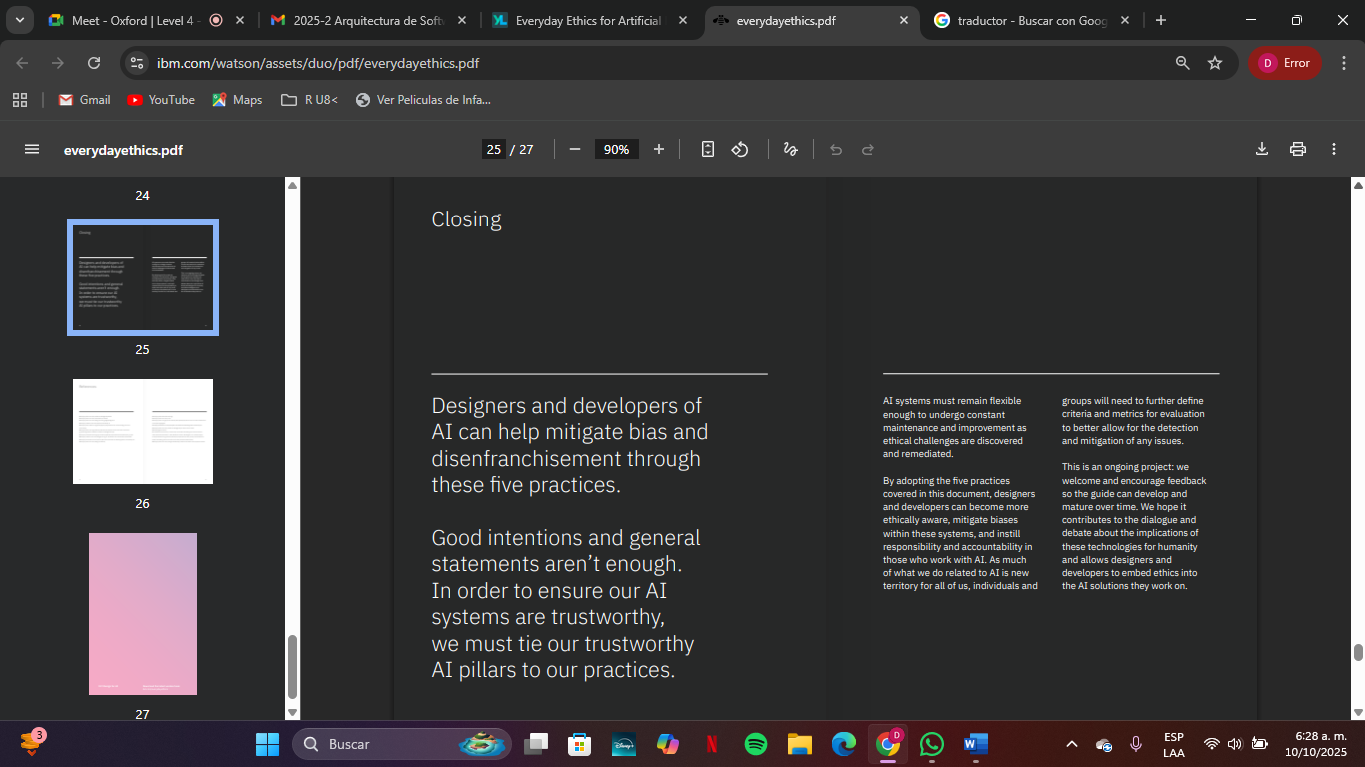 Meet - Oxford | Level 4 -
2025-2 Arquitectura de Soft
Everyday Ethics for Artificial
everydayethics.pdf
traductor - Buscar con Goog
ibm.com/watson/assets/duo/pdf/everydayethics.pdf
D Error
Gmail
YouTube
Maps
R U8<
Ver Peliculas de Infa...
everydayethics.pdf
25 / 27
90%
24
25
26
27
Closing
Designers and developers of
AI can help mitigate bias and
disenfranchisement through
these five practices.
Good intentions and general
statements aren’t enough.
In order to ensure our AI
systems are trustworthy,
we must tie our trustworthy
AI pillars to our practices.
AI systems must remain flexible
enough to undergo constant
maintenance and improvement as
ethical challenges are discovered
and remediated.
By adopting the five practices
covered in this document, designers
and developers can become more
ethically aware, mitigate biases
within these systems, and instill
responsibility and accountability in
those who work with AI. As much
of what we do related to AI is new
territory for all of us, individuals and
groups will need to further define
criteria and metrics for evaluation
to better allow for the detection
and mitigation of any issues.
This is an ongoing project: we
welcome and encourage feedback
so the guide can develop and
mature over time. We hope it
contributes to the dialogue and
debate about the implications of
these technologies for humanity
and allows designers and
developers to embed ethics into
the AI solutions they work on.
3
Buscar
Disney+
N
D
W
ESP
LAA
6:28 a. m.
10/10/2025